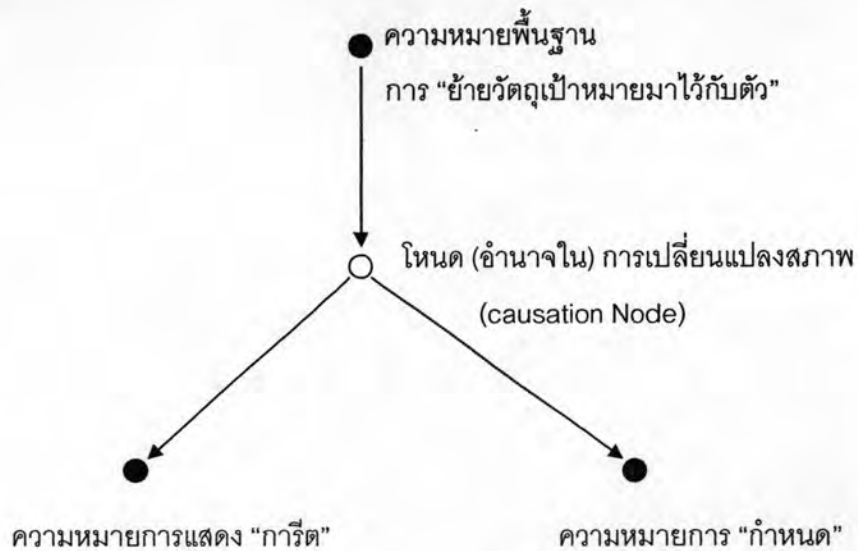 ความหมายพื้นฐาน
การ “ย้ายวัตถุเป้าหมายมาไว้กับตัว”
โหนด (อำนาจใน) การเปลี่ยนแปลงสภาพ
(causation Node)
ความหมายการแสดง “การีต”
ความหมายการ “กำหนด”